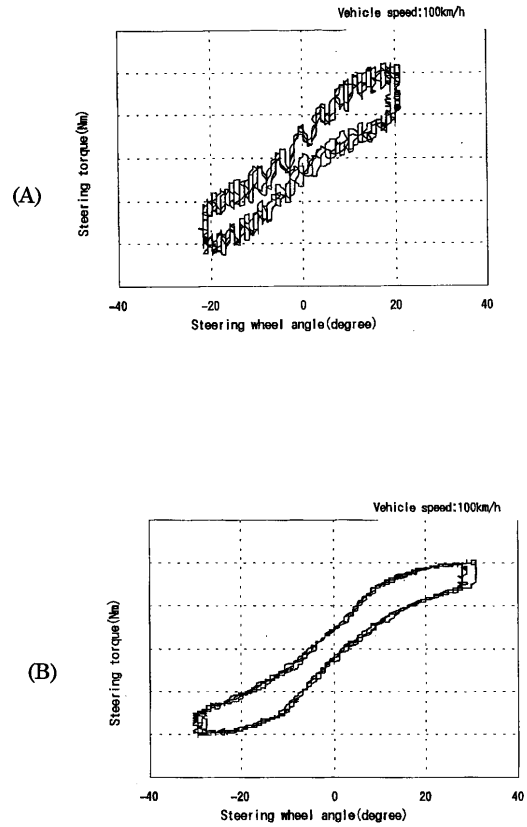 Vehicle speed:100km/h
Steering torque(Nm)
(A)
-40 -20 0 20 40
Steering wheel angle(degree)
Vehicle speed:100km/h
Steering torque(Nm)
(B)
-40 -20 0 20 40
Steering wheel angle(degree)